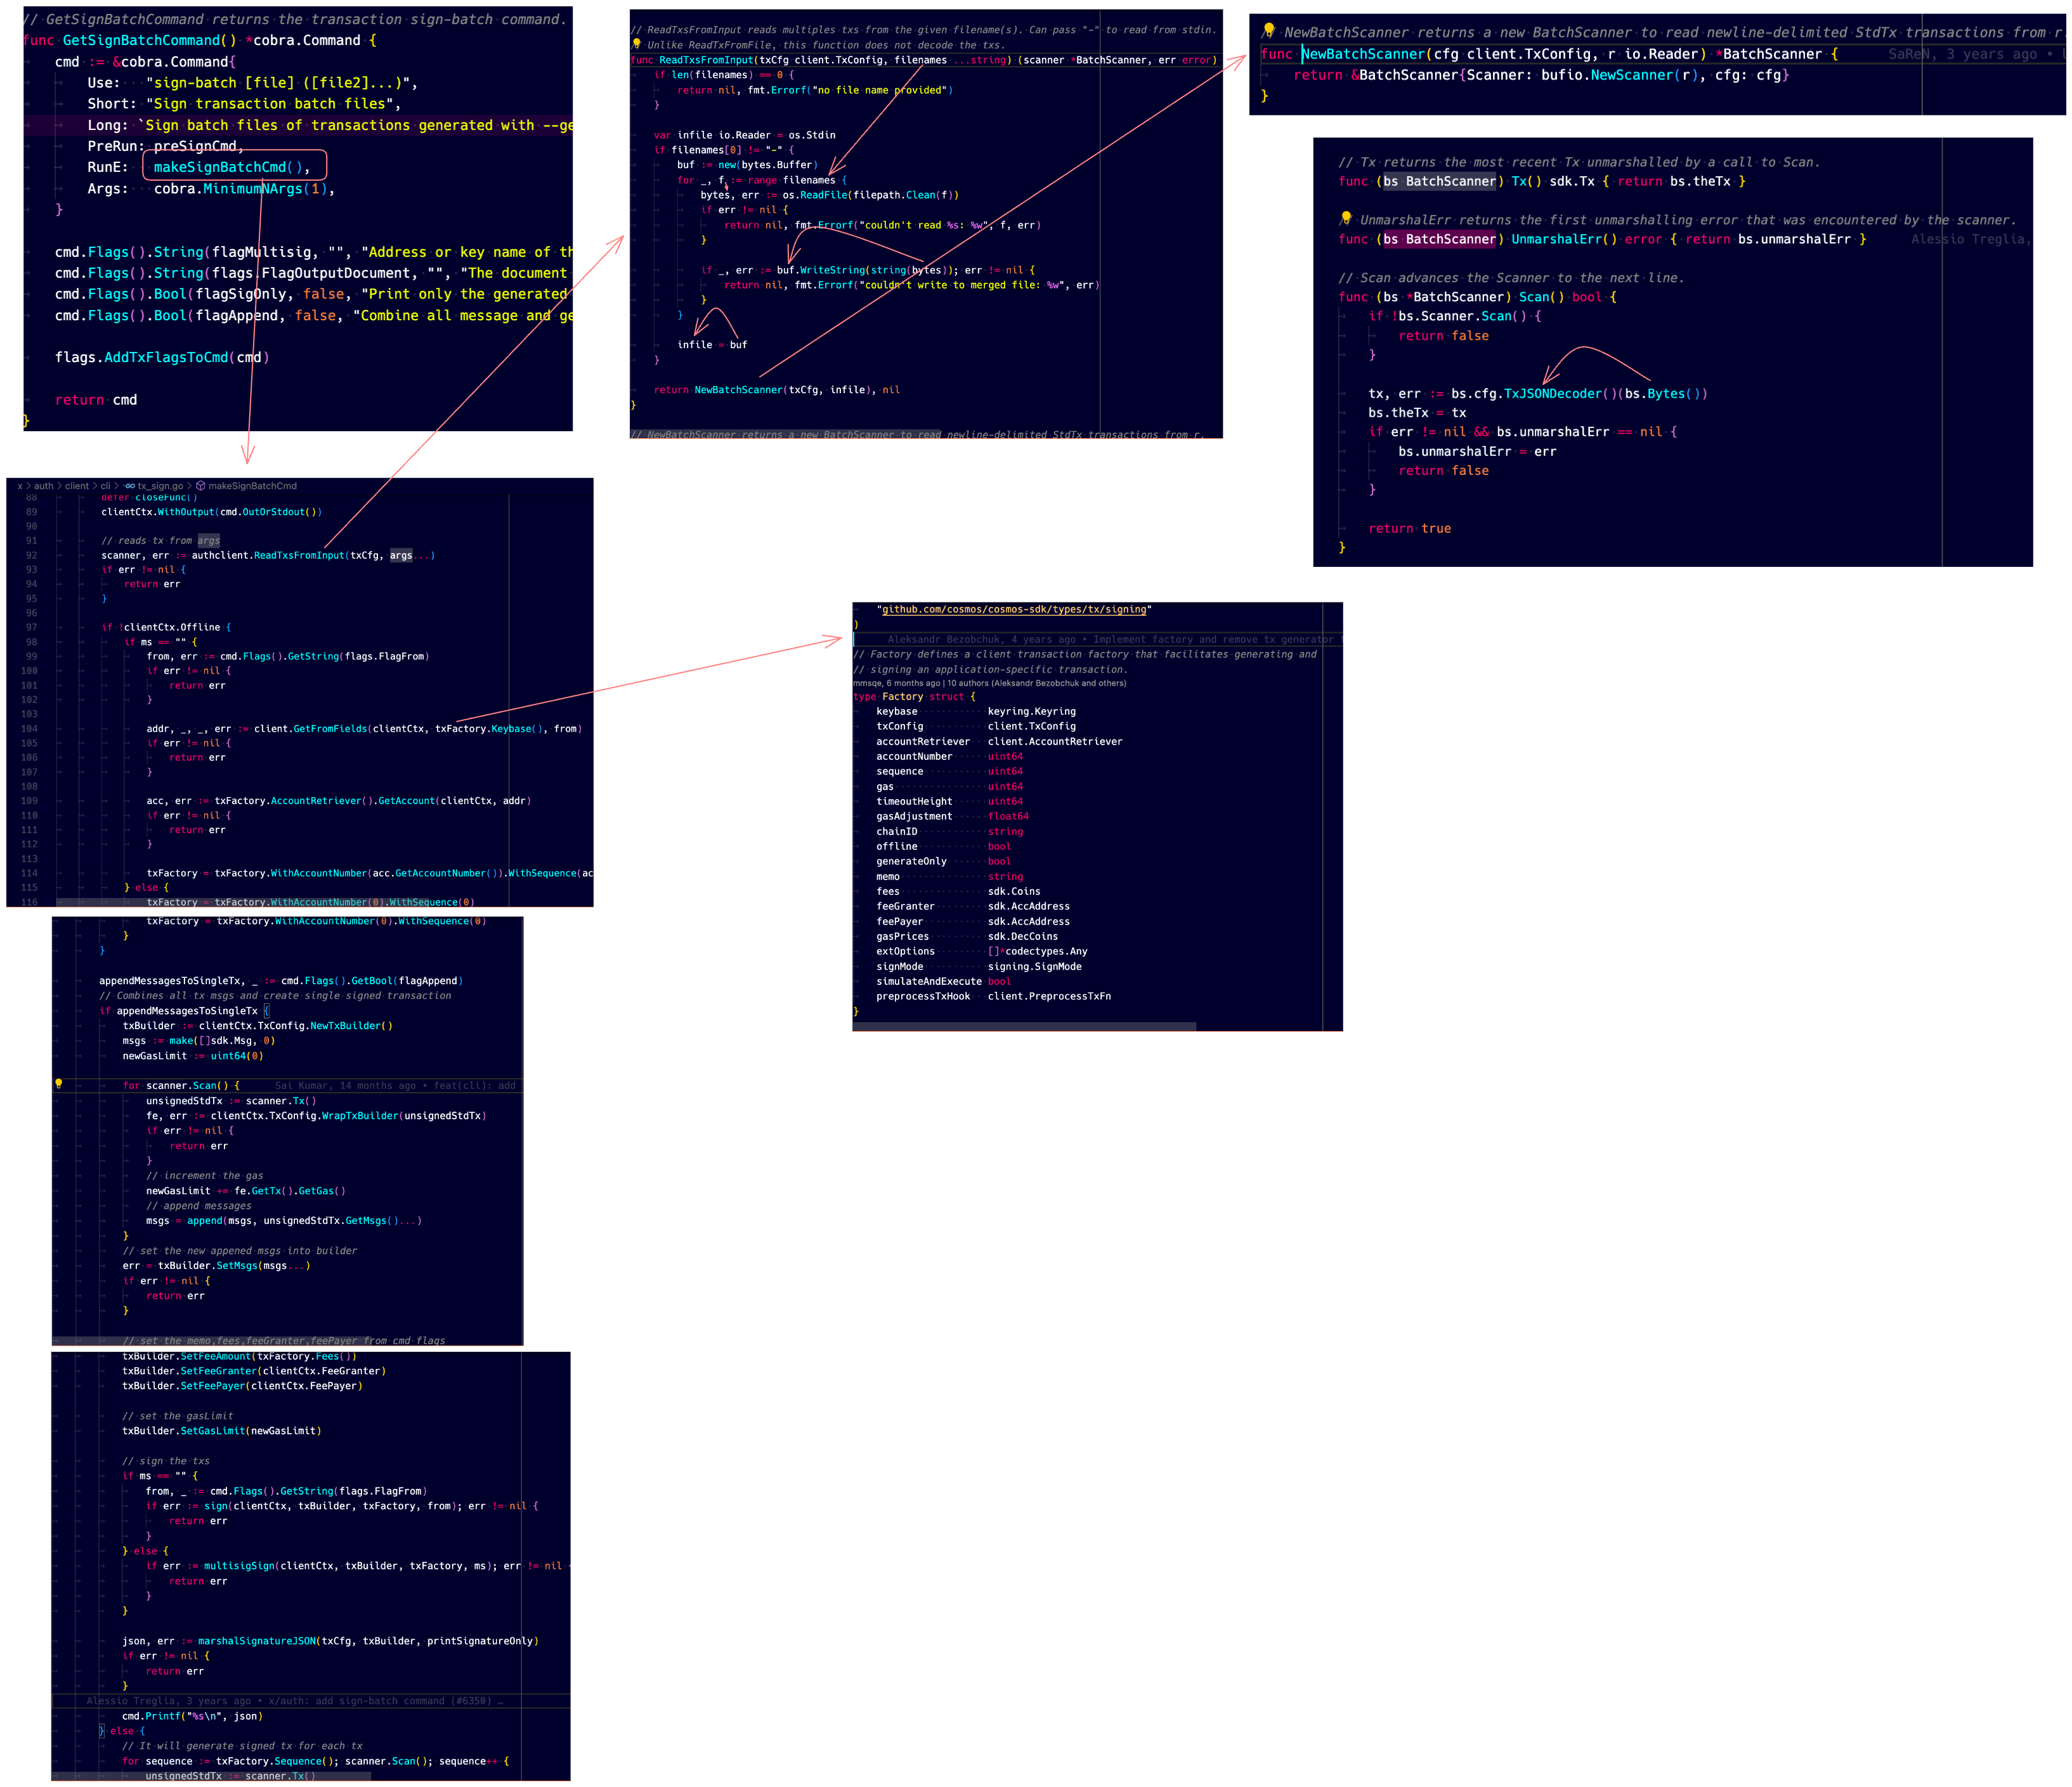 // GetSignBatchCommand returns the transaction sign-batch command.
func GetSignBatchCommand() *cobra.Command {
cmd := &cobra.Command{
Use: "sign-batch [file] ([file2]...)",
Short: "Sign transaction batch files",
Long: `Sign batch files of transactions generated with --ge
PreRun: preSignCmd,
RunE: makeSignBatchCmd(),
Args: cobra.MinimumNArgs(1),
}
cmd.Flags().String(flagMultisig, "", "Address or key name of th
cmd.Flags().String(flags.FlagOutputDocument, "", "The document
cmd.Flags().Bool(flagSigOnly, false, "Print only the generated
cmd.Flags().Bool(flagAppend, false, "Combine all message and ge
flags.AddTxFlagsToCmd(cmd)
return cmd
}
// ReadTxsFromInput reads multiples txs from the given filename(s). Can pass "-" to read from stdin.
// Unlike ReadTxFromFile, this function does not decode the txs.
func ReadTxsFromInput(txCfg client.TxConfig, filenames ...string) (scanner *BatchScanner, err error)
if len(filenames) == 0 {
return nil, fmt.Errorf("no file name provided")
}
var infile io.Reader = os.Stdin
if filenames[0] != "-" {
buf := new(bytes.Buffer)
for _, f := range filenames {
bytes, err := os.ReadFile(filepath.Clean(f))
if err != nil {
return nil, fmt.Errorf("couldn't read %s: %w", f, err)
}
if _, err := buf.WriteString(string(bytes)); err != nil {
return nil, fmt.Errorf("couldn't write to merged file: %w", err)
}
}
infile = buf
}
return NewBatchScanner(txCfg, infile), nil
}
// NewBatchScanner returns a new BatchScanner to read newline-delimited StdTx transactions from r.
// NewBatchScanner returns a new BatchScanner to read newline-delimited StdTx transactions from r.
func NewBatchScanner(cfg client.TxConfig, r io.Reader) *BatchScanner { SaReN, 3 years ago •
return &BatchScanner{Scanner: bufio.NewScanner(r), cfg: cfg}
}
// Tx returns the most recent Tx unmarshalled by a call to Scan.
func (bs BatchScanner) Tx() sdk.Tx { return bs.theTx }
// UnmarshalErr returns the first unmarshalling error that was encountered by the scanner.
func (bs BatchScanner) UnmarshalErr() error { return bs.unmarshalErr } Alessio Treglia,
// Scan advances the Scanner to the next line.
func (bs *BatchScanner) Scan() bool {
if !bs.Scanner.Scan() {
return false
}
tx, err := bs.cfg.TxJSONDecoder()(bs.Bytes())
bs.theTx = tx
if err != nil && bs.unmarshalErr == nil {
bs.unmarshalErr = err
return false
}
return true
}
x > auth > client > cli > tx_sign.go > makeSignBatchCmd
88 defer closeFunc()
89 clientCtx.WithOutput(cmd.OutOrStdout())
90
91 // reads tx from args
92 scanner, err := authclient.ReadTxsFromInput(txCfg, args...)
93 if err != nil {
94 return err
95 }
96
97 if !clientCtx.Offline {
98 if ms == "" {
99 from, err := cmd.Flags().GetString(flags.FlagFrom)
100 if err != nil {
101 return err
102 }
103
104 addr, _, _, err := client.GetFromFields(clientCtx, txFactory.Keybase(), from)
105 if err != nil {
106 return err
107 }
108
109 acc, err := txFactory.AccountRetriever().GetAccount(clientCtx, addr)
110 if err != nil {
111 return err
112 }
113
114 txFactory = txFactory.WithAccountNumber(acc.GetAccountNumber()).WithSequence(ac
115 } else {
116 txFactory = txFactory.WithAccountNumber(0).WithSequence(0)
"github.com/cosmos/cosmos-sdk/types/tx/signing"
)
Aleksandr Bezobchuk, 4 years ago • Implement factory and remove tx generator
// Factory defines a client transaction factory that facilitates generating and
// signing an application-specific transaction.
mmsqe, 6 months ago | 10 authors (Aleksandr Bezobchuk and others)
type Factory struct {
keybase keyring.Keyring
txConfig client.TxConfig
accountRetriever client.AccountRetriever
accountNumber uint64
sequence uint64
gas uint64
timeoutHeight uint64
gasAdjustment float64
chainID string
offline bool
generateOnly bool
memo string
fees sdk.Coins
feeGranter sdk.AccAddress
feePayer sdk.AccAddress
gasPrices sdk.DecCoins
extOptions []*codectypes.Any
signMode signing.SignMode
simulateAndExecute bool
preprocessTxHook client.PreprocessTxFn
}
txFactory = txFactory.WithAccountNumber(0).WithSequence(0)
}
}
appendMessagesToSingleTx, _ := cmd.Flags().GetBool(flagAppend)
// Combines all tx msgs and create single signed transaction
if appendMessagesToSingleTx {
txBuilder := clientCtx.TxConfig.NewTxBuilder()
msgs := make([]sdk.Msg, 0)
newGasLimit := uint64(0)
for scanner.Scan() { Sai Kumar, 14 months ago • feat(cli): add
unsignedStdTx := scanner.Tx()
fe, err := clientCtx.TxConfig.WrapTxBuilder(unsignedStdTx)
if err != nil {
return err
}
// increment the gas
newGasLimit += fe.GetTx().GetGas()
// append messages
msgs = append(msgs, unsignedStdTx.GetMsgs()...)
}
// set the new appened msgs into builder
err = txBuilder.SetMsgs(msgs...)
if err != nil {
return err
}
// set the memo,fees,feeGranter,feePayer from cmd flags
txBuilder.SetFeeAmount(txFactory.Fees())
txBuilder.SetFeeGranter(clientCtx.FeeGranter)
txBuilder.SetFeePayer(clientCtx.FeePayer)
// set the gasLimit
txBuilder.SetGasLimit(newGasLimit)
// sign the txs
if ms == "" {
from, _ := cmd.Flags().GetString(flags.FlagFrom)
if err := sign(clientCtx, txBuilder, txFactory, from); err != nil {
return err
}
} else {
if err := multisigSign(clientCtx, txBuilder, txFactory, ms); err != nil {
return err
}
}
json, err := marshalSignatureJSON(txCfg, txBuilder, printSignatureOnly)
if err != nil {
return err
}
Alessio Treglia, 3 years ago • x/auth: add sign-batch command (#6350) …
cmd.Printf("%s\n", json)
} else {
// It will generate signed tx for each tx
for sequence := txFactory.Sequence(); scanner.Scan(); sequence++ {
unsignedStdTx := scanner.Tx()